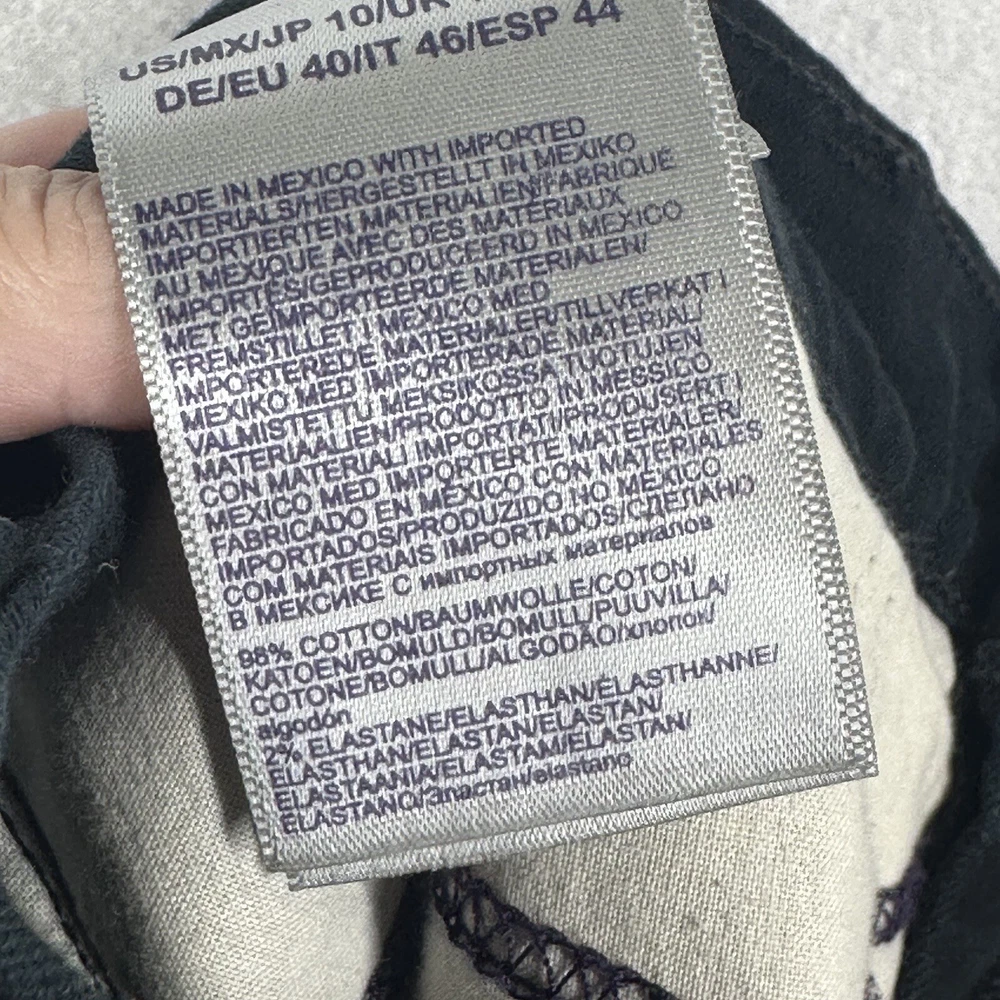 US/MX/JP 10/UK
DE/EU 40/IT 46/ESP 44
MADE IN MEXICO WITH IMPORTED
MATERIALS/HERGESTELLT IN MEXIKO
IMPORTIERTEN MATERIALIEN/FABRIQUÉ
AU MEXIQUE AVEC DES MATÉRIAUX
IMPORTÉS/GEPRODUCEERD IN MEXICO
MET GEÏMPORTEERDE MATERIALEN/
FREMSTILLET I MEXICO MED
IMPORTEREDE MATERIALER/TILLVERKAT I
MEXIKO MED IMPORTERADE MATERIAL/
VALMISTETTU MEKSIKOSSA TUOTUJEN
MATERIAALIEN/PRODOTTO IN MESSICO
CON MATERIALI IMPORTATI/PRODUSERT I
MEXICO MED IMPORTERTE MATERIALER/
FABRICADO EN MÉXICO CON MATERIALES
IMPORTADOS/PRODUZIDO NO MÉXICO
COM MATERIAIS IMPORTADOS/СДЕЛАНО
В МЕКСИКЕ С импортных материалов
98% COTTON/BAUMWOLLE/COTON/
KATOEN/BOMULD/BOMULL/PUUVILLA/
COTONE/BOMULL/ALGODÃO/хлопок/
algodón
2% ELASTANE/ELASTHAN/ÉLASTHANNE/
ELASTHAN/ELASTAN/ELASTAN/
ELASTAANIA/ELASTAM/ELASTAN/
ELASTANO/Эластан/elastano